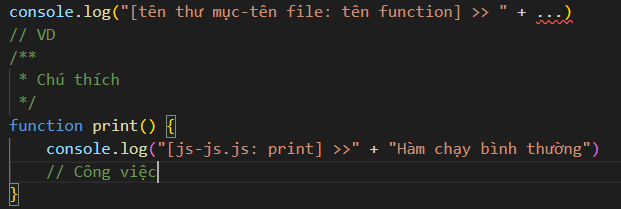 console.log("[tên thư mục-tên file: tên function] >> " + ...)
// VD
/**
 * Chú thích
 */
function print() {
    console.log("[js-js.js: print] >>" + "Hàm chạy bình thường")
    // Công việc
}